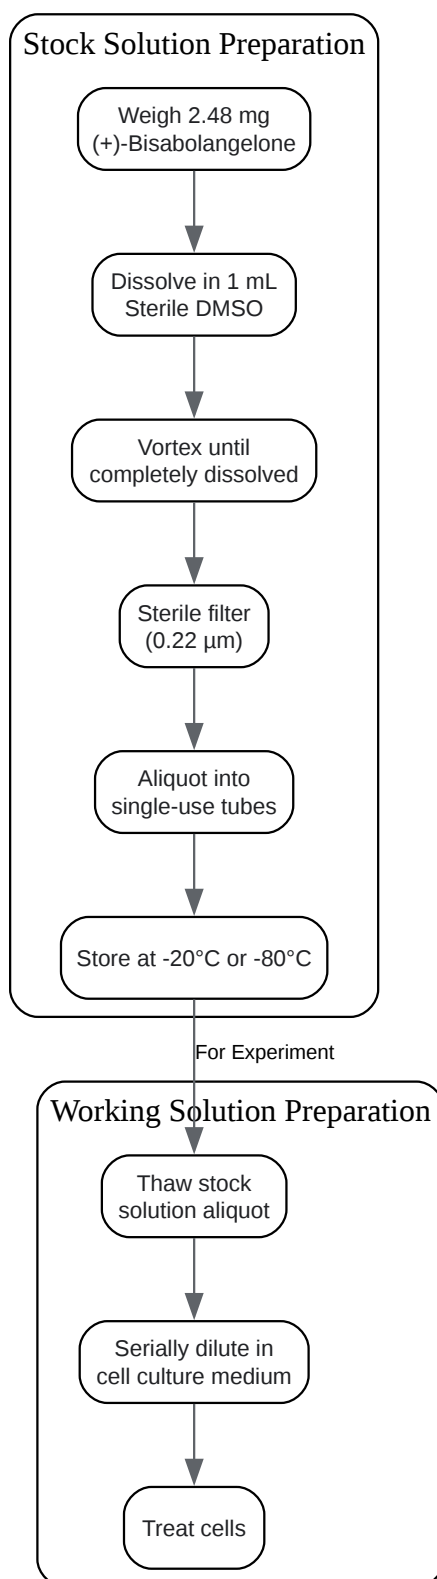 Stock Solution Preparation
Weigh 2.48 mg
(+)-Bisabolangelone
Dissolve in 1 mL
Sterile DMSO
Vortex until
completely dissolved
Sterile filter
(0.22 µm)
Aliquot into
single-use tubes
Store at -20°C or -80°C
For Experiment
Working Solution Preparation
Thaw stock
solution aliquot
Serially dilute in
cell culture medium
Treat cells